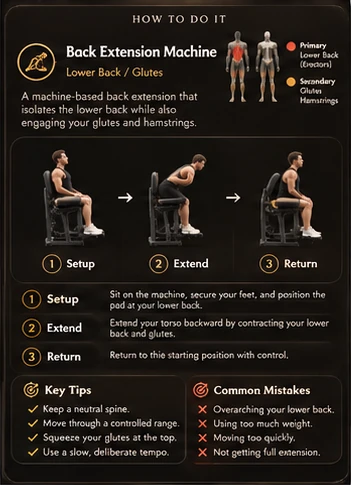 HOW TO DO IT
Back Extension Machine
Lower Back / Glutes
A machine-based back extension that
isolates the lower back while also
engaging your glutes and hamstrings.
Primary
Lower Back
(Erectors)
Secondary
Glutes
Hamstrings
1 Setup
2 Extend
3 Return
1 Setup
Sit on the machine, secure your feet, and position the
pad at your lower back.
2 Extend
Extend your torso backward by contracting your lower
back and glutes.
3 Return
Return to this starting position with control.
Key Tips
✓ Keep a neutral spine.
✓ Move through a controlled range.
✓ Squeeze your glutes at the top.
✓ Use a slow, deliberate tempo.
Common Mistakes
✗ Overarching your lower back.
✗ Using too much weight.
✗ Moving too quickly.
✗ Not getting full extension.